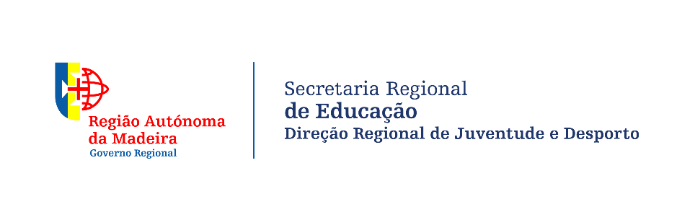 Região Autónoma
da Madeira
Governo Regional
Secretaria Regional
de Educação
Direção Regional de Juventude e Desporto